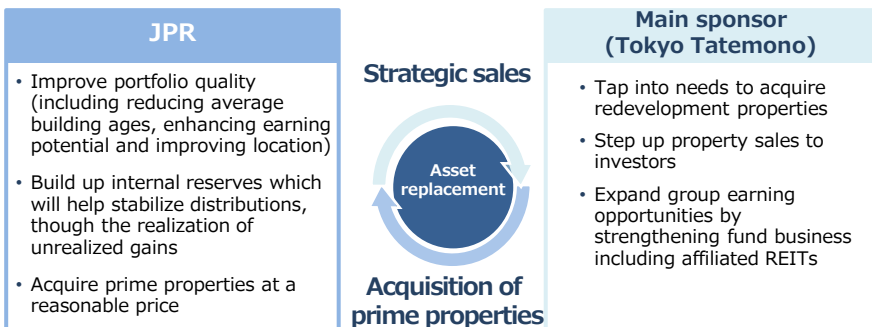 JPR
• Improve portfolio quality
(including reducing average
building ages, enhancing earning
potential and improving location)
• Build up internal reserves which
will help stabilize distributions,
though the realization of
unrealized gains
• Acquire prime properties at a
reasonable price
Strategic sales
Asset
replacement
Acquisition of
prime properties
Main sponsor
(Tokyo Tatemono)
• Tap into needs to acquire
redevelopment properties
• Step up property sales to
investors
• Expand group earning
opportunities by
strengthening fund business
including affiliated REITs